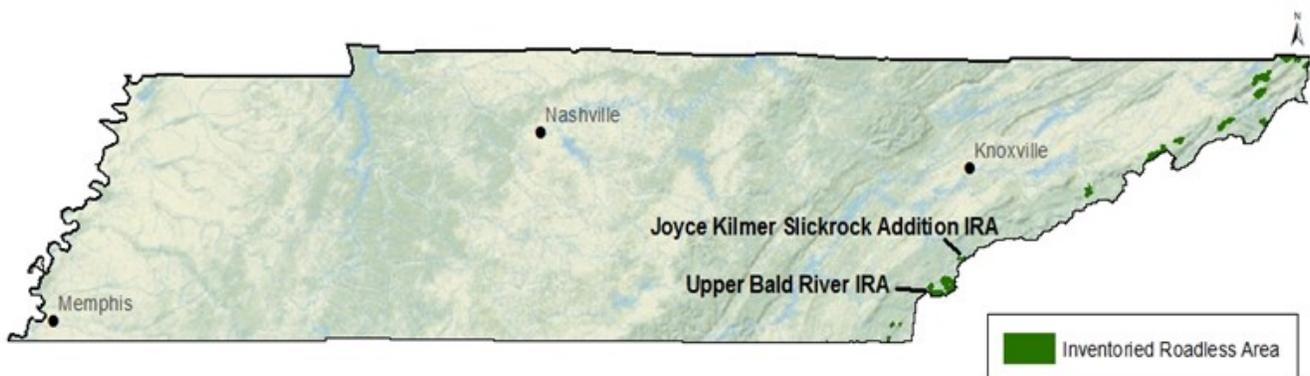 N
Nashville
Knoxville
Joyce Kilmer Slickrock Addition IRA
Upper Bald River IRA
Memphis
Inventoried Roadless Area